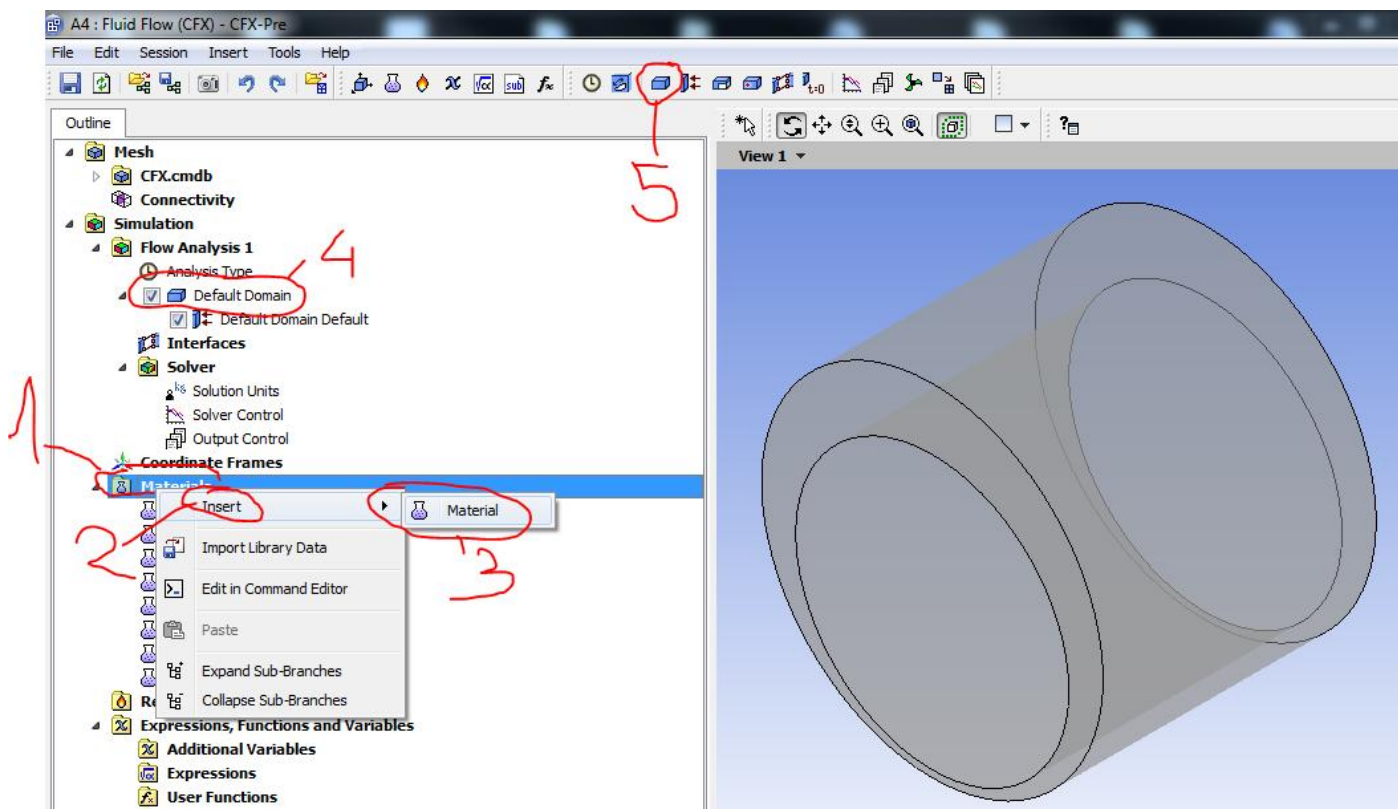 A4 : Fluid Flow (CFX) - CFX-Pre
File Edit Session Insert Tools Help
5
Outline
View 1
Mesh
CFX.cmdb
Connectivity
Simulation
Flow Analysis 1
4
Analysis Type
Default Domain
Default Domain Default
Interfaces
Solver
Solution Units
Solver Control
Output Control
1
Coordinate Frames
Materials
Insert
Material
2
3
Import Library Data
Edit in Command Editor
Paste
Expand Sub-Branches
Collapse Sub-Branches
Expressions, Functions and Variables
Additional Variables
Expressions
User Functions